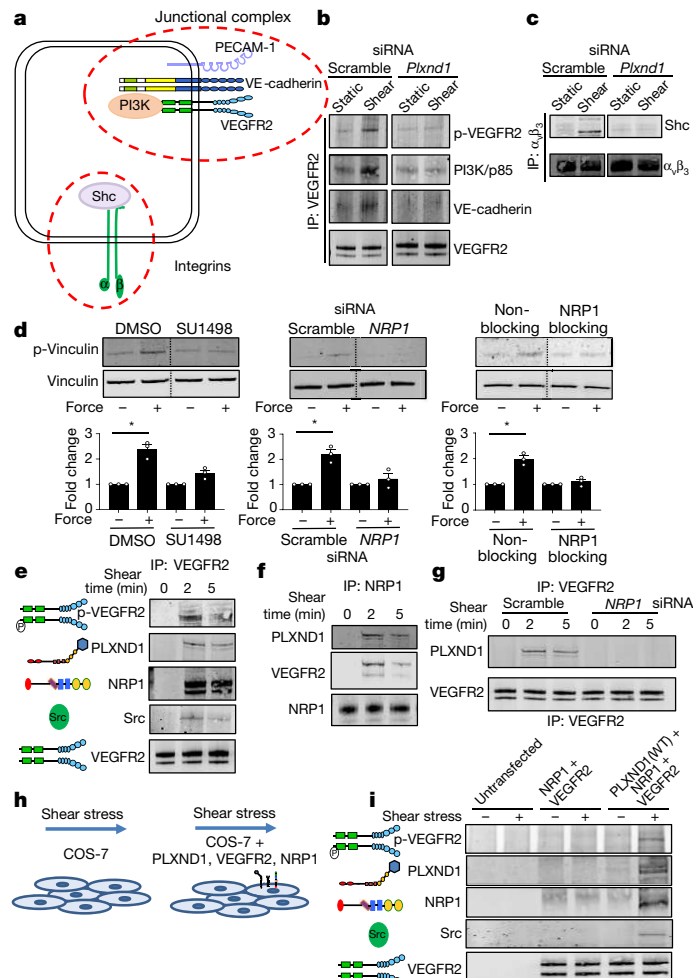 a
Junctional complex
PECAM-1
VE-cadherin
PI3K
VEGFR2
Shc
α β
Integrins
b
siRNA
Scramble Plxnd1
Static Shear Static Shear
IP: VEGFR2
p-VEGFR2
PI3K/p85
VE-cadherin
VEGFR2
c
siRNA
Scramble Plxnd1
Static Shear Static Shear
IP: αvβ3
Shc
αvβ3
d
DMSO SU1498
p-Vinculin
Vinculin
Force – + – +
Fold change
3
2
1
0
*
Force – + – +
DMSO SU1498
siRNA
Scramble NRP1
Force – + – +
Fold change
3
2
1
0
*
Force – + – +
Scramble NRP1
siRNA
Non-blocking NRP1 blocking
Force – + – +
Fold change
3
2
1
0
*
Force – + – +
Non-blocking NRP1 blocking
e
IP: VEGFR2
Shear time (min) 0 2 5
P
p-VEGFR2
PLXND1
NRP1
Src
Src
VEGFR2
f
IP: NRP1
Shear time (min) 0 2 5
PLXND1
VEGFR2
NRP1
g
IP: VEGFR2
Scramble NRP1 siRNA
Shear time (min) 0 2 5 0 2 5
PLXND1
VEGFR2
IP: VEGFR2
h
Shear stress
COS-7
Shear stress
COS-7 +
PLXND1, VEGFR2, NRP1
i
Untransfected
NRP1 + VEGFR2
PLXND1(WT) + NRP1 + VEGFR2
Shear stress – + – + – +
P
p-VEGFR2
PLXND1
NRP1
Src
Src
VEGFR2